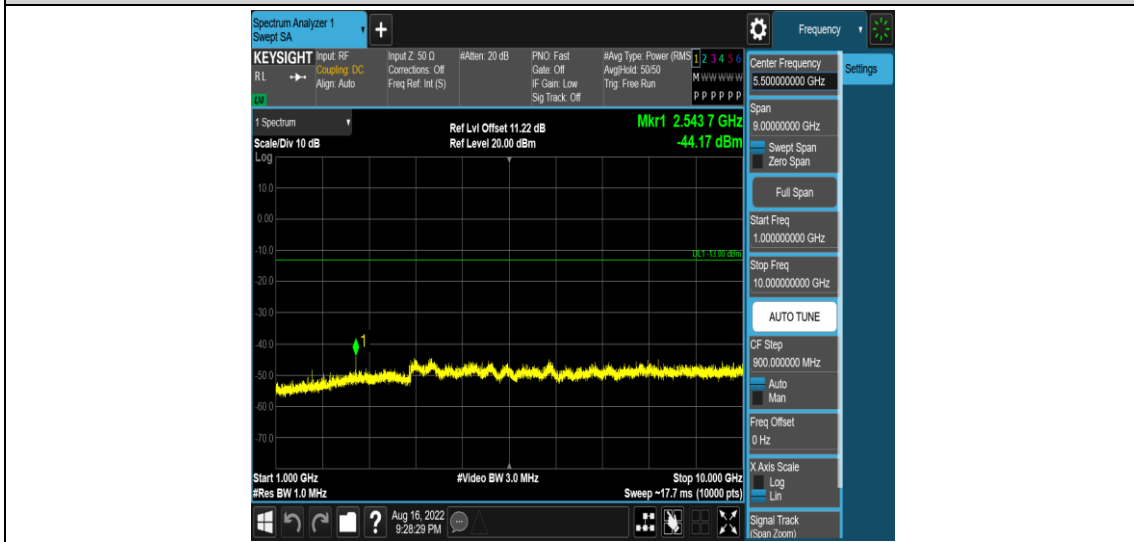 Spectrum Analyzer 1
Swept SA
+
Frequency
KEYSIGHT
RL
Input: RF
Coupling: DC
Align: Auto
Input Z: 50 Ω
Corrections: Off
Freq Ref: Int (S)
#Atten: 20 dB
PNO: Fast
Gate: Off
IF Gain: Low
Sig Track: Off
#Avg Type: Power (RMS
Avg|Hold: 50/50
Trig: Free Run
1 2 3 4 5 6
M W W W W W
P P P P P P
1 Spectrum
Scale/Div 10 dB
Ref Lvl Offset 11.22 dB
Ref Level 20.00 dBm
Mkr1 2.543 7 GHz
-44.17 dBm
Log
10.0
0.00
-10.0
DL1 -13.00 dBm
-20.0
-30.0
-40.0
1
-50.0
-60.0
-70.0
Start 1.000 GHz
#Res BW 1.0 MHz
#Video BW 3.0 MHz
Stop 10.000 GHz
Sweep ~17.7 ms (10000 pts)
Center Frequency
5.500000000 GHz
Settings
Span
9.00000000 GHz
Swept Span
Zero Span
Full Span
Start Freq
1.000000000 GHz
Stop Freq
10.000000000 GHz
AUTO TUNE
CF Step
900.000000 MHz
Auto
Man
Freq Offset
0 Hz
X Axis Scale
Log
Lin
Signal Track
(Span Zoom)
?
Aug 16, 2022
9:28:29 PM